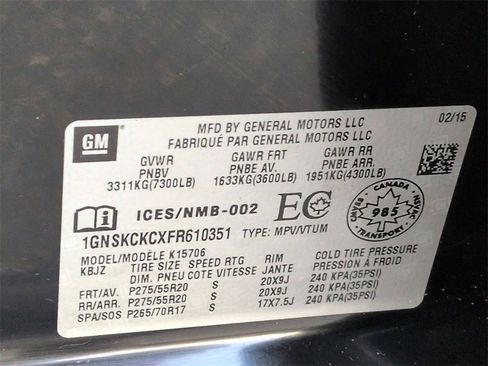 GM
MFD BY GENERAL MOTORS LLC
FABRIQUÉ PAR GENERAL MOTORS LLC
02/15
GVWR GAWR FRT GAWR RR
PNBV PNBE AV. PNBE ARR.
3311KG(7300LB) 1633KG(3600LB) 1951KG(4300LB)
ICES/NMB-002 EC
CANADA
985
1GNSKCKCXFR610351 TYPE: MPV/VTUM
MODEL/MODÈLE K15706
KBJZ TIRE SIZE SPEED RTG RIM COLD TIRE PRESSURE
DIM. PNEU COTE VITESSE JANTE PRESSION À FROID
FRT/AV. P275/55R20 S 20X9J 240 KPA(35PSI)
RR/ARR. P275/55R20 S 20X9J 240 KPA(35PSI)
SPA/SOS P265/70R17 S 17X7.5J 240 KPA(35PSI)